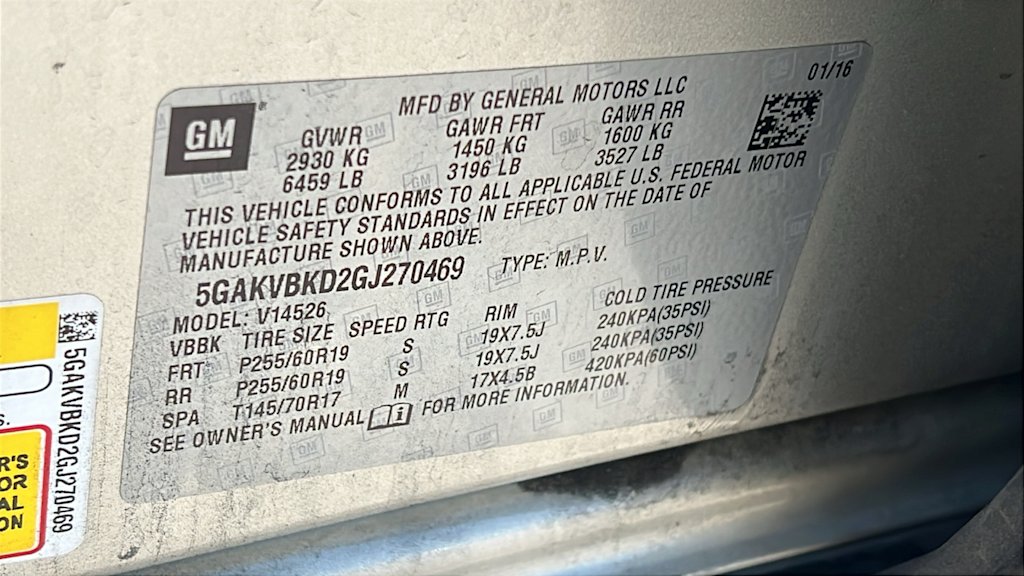 01/16
GM
MFD BY GENERAL MOTORS LLC
GVWR GAWR FRT GAWR RR
2930 KG 1450 KG 1600 KG
6459 LB 3196 LB 3527 LB
THIS VEHICLE CONFORMS TO ALL APPLICABLE U.S. FEDERAL MOTOR
VEHICLE SAFETY STANDARDS IN EFFECT ON THE DATE OF
MANUFACTURE SHOWN ABOVE.
5GAKVBKD2GJ270469 TYPE: M.P.V.
MODEL: V14526
VBBK TIRE SIZE SPEED RTG RIM COLD TIRE PRESSURE
FRT P255/60R19 S 19X7.5J 240KPA(35PSI)
RR P255/60R19 S 19X7.5J 240KPA(35PSI)
SPA T145/70R17 M 17X4.5B 420KPA(60PSI)
SEE OWNER'S MANUAL FOR MORE INFORMATION.
5GAKVBKD2GJ270469
S.
R'S
OR
AL
ON